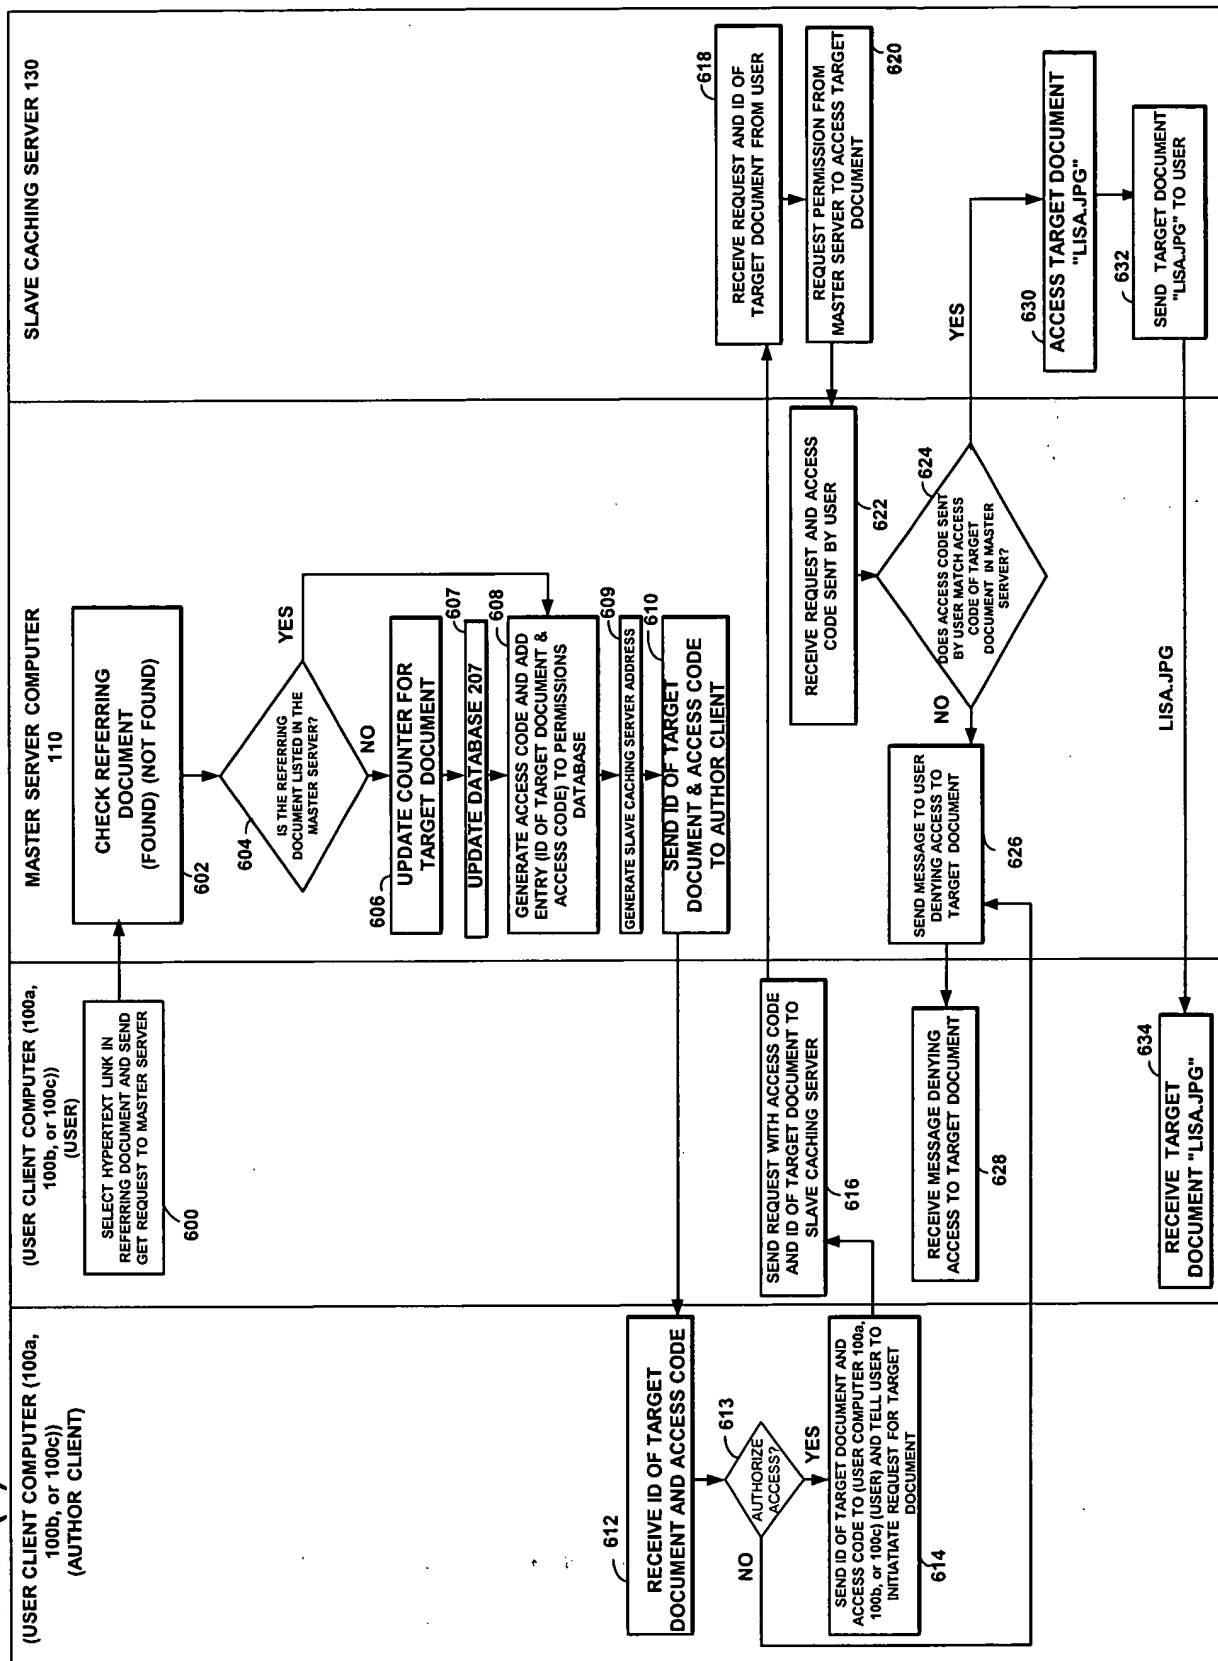 (USER CLIENT COMPUTER (100a,
100b, or 100c))
(AUTHOR CLIENT)
(USER CLIENT COMPUTER (100a,
100b, or 100c))
(USER)
MASTER SERVER COMPUTER
110
SLAVE CACHING SERVER 130
SELECT HYPERTEXT LINK IN
REFERRING DOCUMENT AND SEND
GET REQUEST TO MASTER SERVER
600
CHECK REFERRING
DOCUMENT
(FOUND) (NOT FOUND)
602
IS THE REFERRING
DOCUMENT LISTED IN THE
MASTER SERVER?
604
YES
NO
UPDATE COUNTER FOR
TARGET DOCUMENT
606
UPDATE DATABASE 207
607
GENERATE ACCESS CODE AND ADD
ENTRY (ID OF TARGET DOCUMENT &
ACCESS CODE) TO PERMISSIONS
DATABASE
608
GENERATE SLAVE CACHING SERVER ADDRESS
609
SEND ID OF TARGET
DOCUMENT & ACCESS CODE
TO AUTHOR CLIENT
610
RECEIVE ID OF TARGET
DOCUMENT AND ACCESS CODE
612
AUTHORIZE
ACCESS?
613
NO
YES
SEND ID OF TARGET DOCUMENT AND
ACCESS CODE TO (USER COMPUTER 100a,
100b, or 100c) (USER) AND TELL USER TO
INITIATE REQUEST FOR TARGET
DOCUMENT
614
SEND REQUEST WITH ACCESS CODE
AND ID OF TARGET DOCUMENT TO
SLAVE CACHING SERVER
616
RECEIVE REQUEST AND ID OF
TARGET DOCUMENT FROM USER
618
REQUEST PERMISSION FROM
MASTER SERVER TO ACCESS TARGET
DOCUMENT
620
RECEIVE REQUEST AND ACCESS
CODE SENT BY USER
622
DOES ACCESS CODE SENT
BY USER MATCH ACCESS
CODE OF TARGET
DOCUMENT IN MASTER
SERVER?
624
NO
YES
SEND MESSAGE TO USER
DENYING ACCESS TO
TARGET DOCUMENT
626
RECEIVE MESSAGE DENYING
ACCESS TO TARGET DOCUMENT
628
ACCESS TARGET DOCUMENT
"LISA.JPG"
630
SEND TARGET DOCUMENT
"LISA.JPG" TO USER
632
LISA.JPG
RECEIVE TARGET
DOCUMENT "LISA.JPG"
634